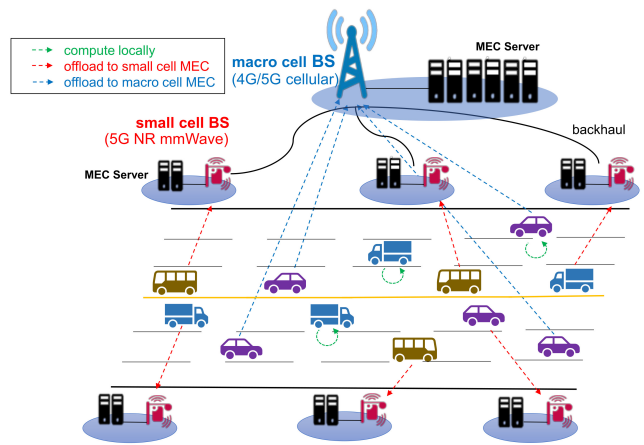 compute locally
offload to small cell MEC
offload to macro cell MEC
macro cell BS
(4G/5G cellular)
MEC Server
small cell BS
(5G NR mmWave)
backhaul
MEC Server